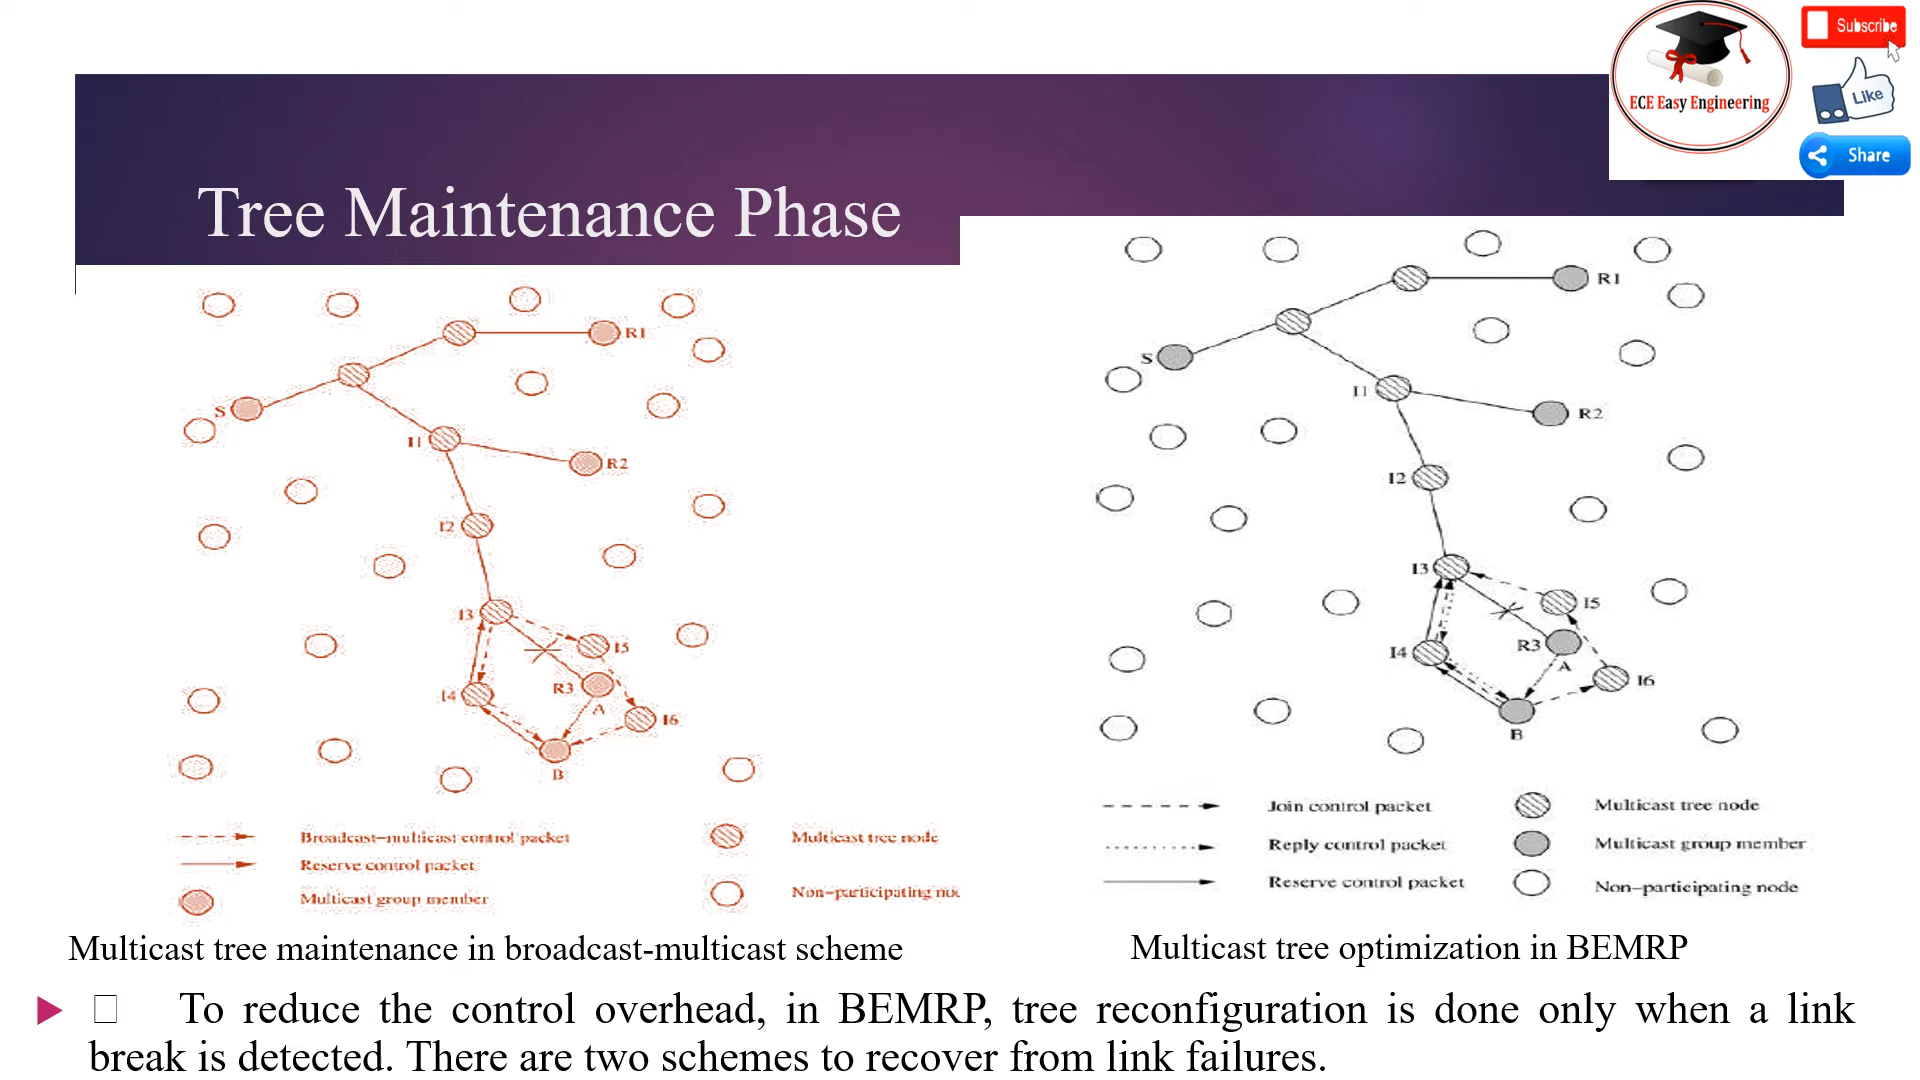 Subscribe
ECE Easy Engineering
Like
Share
Tree Maintenance Phase
R1
S
I1
R2
I2
I3
I5
R3
I4
A
I6
B
Broadcast-multicast control packet
Reserve control packet
Multicast group member
Multicast tree node
Non-participating
R1
S
I1
R2
I2
I3
I5
R3
I4
A
I6
B
Join control packet
Reply control packet
Reserve control packet
Multicast tree node
Multicast group member
Non-participating node
Multicast tree maintenance in broadcast-multicast scheme
Multicast tree optimization in BEMRP
To reduce the control overhead, in BEMRP, tree reconfiguration is done only when a link
break is detected. There are two schemes to recover from link failures.